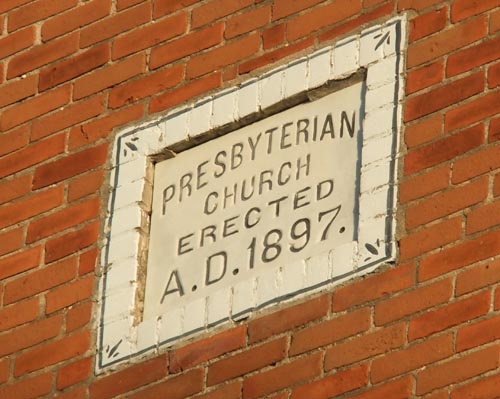 PRESBYTERIAN
CHURCH
ERECTED
A.D.1897.